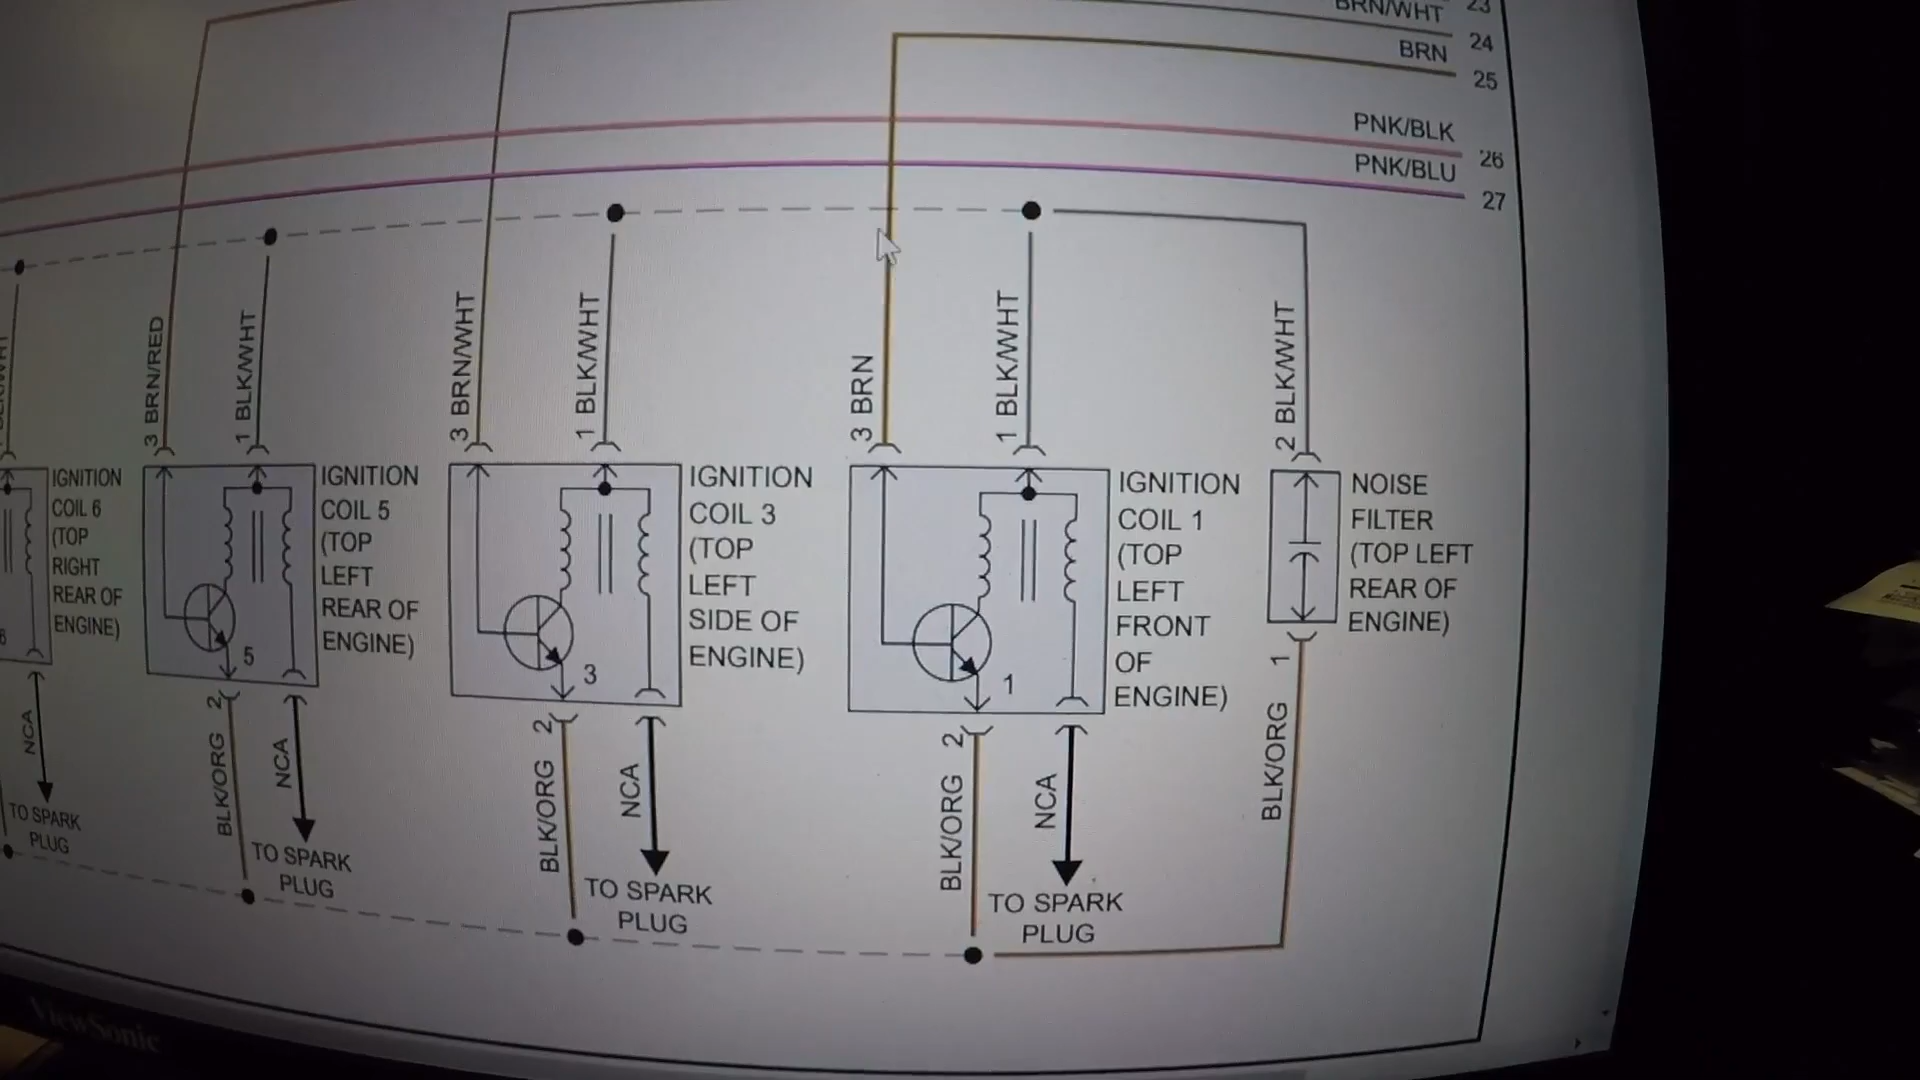 BRN/WHT 23
24
BRN
25
PNK/BLK
26
PNK/BLU
27
3 BRN/RED
1 BLK/WHT
3 BRN/WHT
1 BLK/WHT
3 BRN
1 BLK/WHT
2 BLK/WHT
IGNITION
COIL 6
(TOP
RIGHT
REAR OF
ENGINE)
6
IGNITION
COIL 5
(TOP
LEFT
REAR OF
ENGINE)
5
IGNITION
COIL 3
(TOP
LEFT
SIDE OF
ENGINE)
3
IGNITION
COIL 1
(TOP
LEFT
FRONT
OF
ENGINE)
1
NOISE
FILTER
(TOP LEFT
REAR OF
ENGINE)
NCA
TO SPARK
PLUG
2
BLK/ORG
NCA
TO SPARK
PLUG
2
BLK/ORG
NCA
TO SPARK
PLUG
2
BLK/ORG
NCA
TO SPARK
PLUG
1
BLK/ORG
ViewSonic